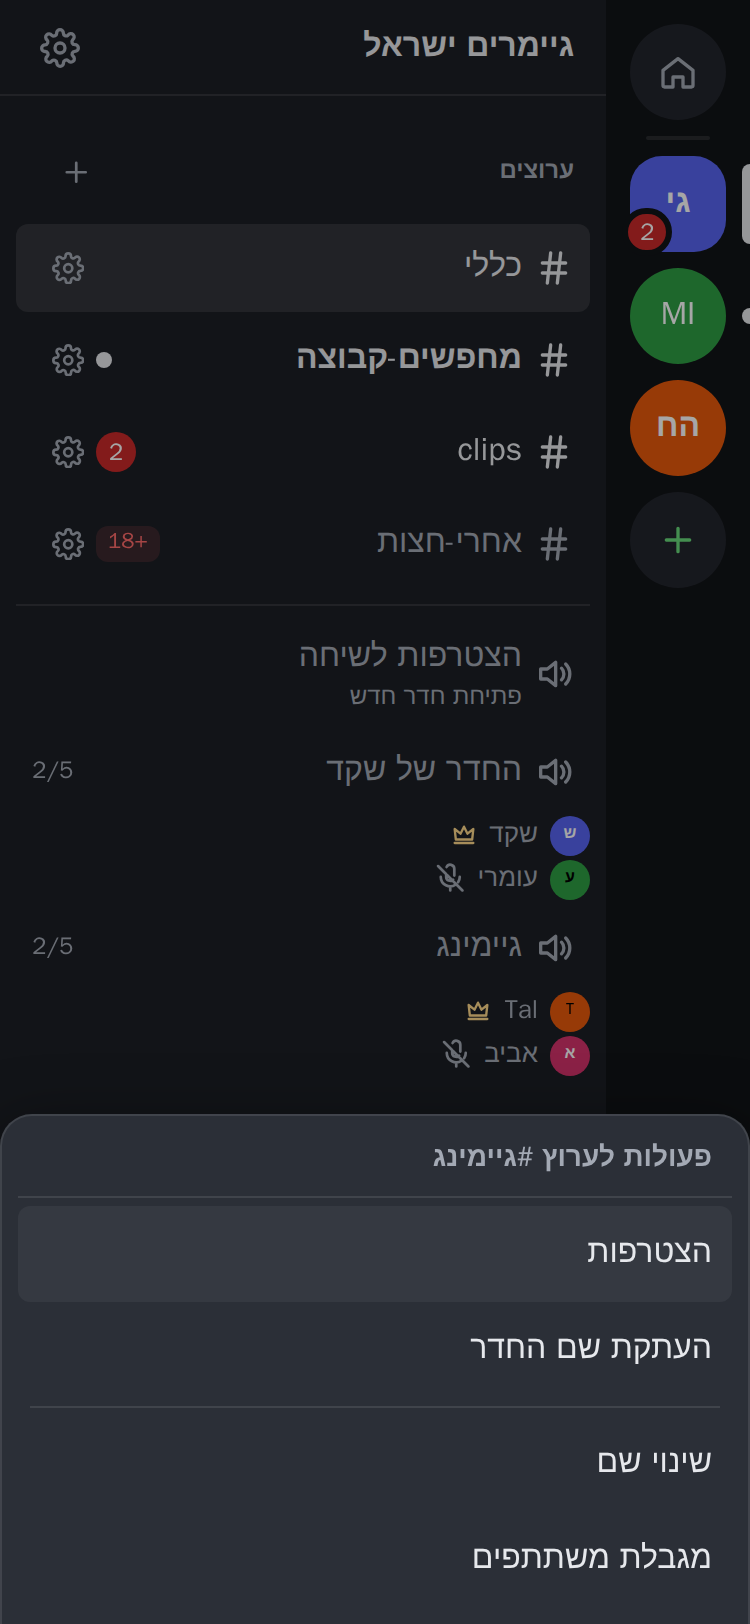 גיימרים ישראל
ערוצים
כללי
מחפשים-קבוצה
clips
2
אחרי-חצות
18+
הצטרפות לשיחה
פתיחת חדר חדש
החדר של שקד
2/5
ש
שקד
ע
עומרי
גיימינג
2/5
T
Tal
א
אביב
גי
2
MI
הח
פעולות לערוץ #גיימינג
הצטרפות
העתקת שם החדר
שינוי שם
מגבלת משתתפים